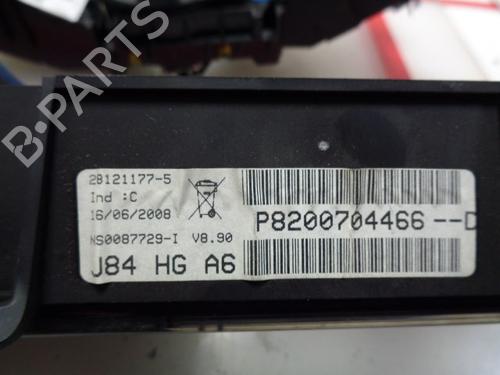 B-PARTS
28121177-5
Ind :C
16/06/2008
NS0087729-I V8.90
J84 HG A6
P8200704466 --D